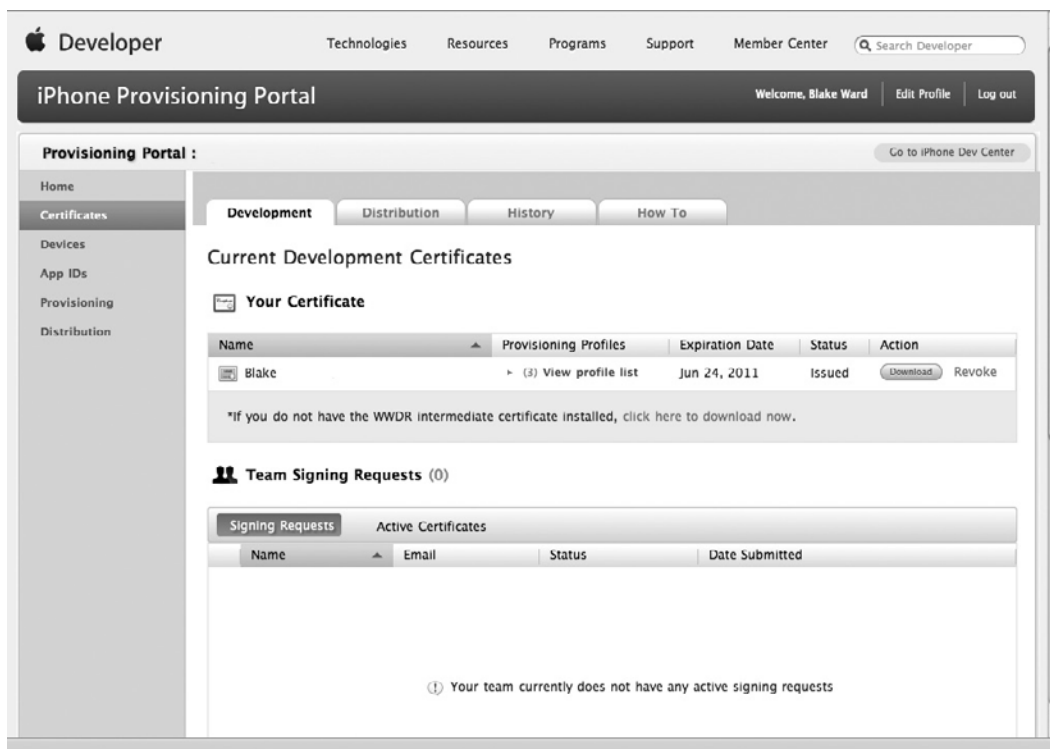 Developer
Technologies Resources Programs Support Member Center Search Developer
iPhone Provisioning Portal Welcome, Blake Ward Edit Profile Log out
Provisioning Portal : Go to iPhone Dev Center
Home
Certificates
Devices
App IDs
Provisioning
Distribution
Development Distribution History How To
Current Development Certificates
Your Certificate
Name Provisioning Profiles Expiration Date Status Action
Blake (3) View profile list Jun 24, 2011 Issued Download Revoke
*If you do not have the WWDR intermediate certificate installed, click here to download now.
Team Signing Requests (0)
Signing Requests Active Certificates
Name Email Status Date Submitted
Your team currently does not have any active signing requests